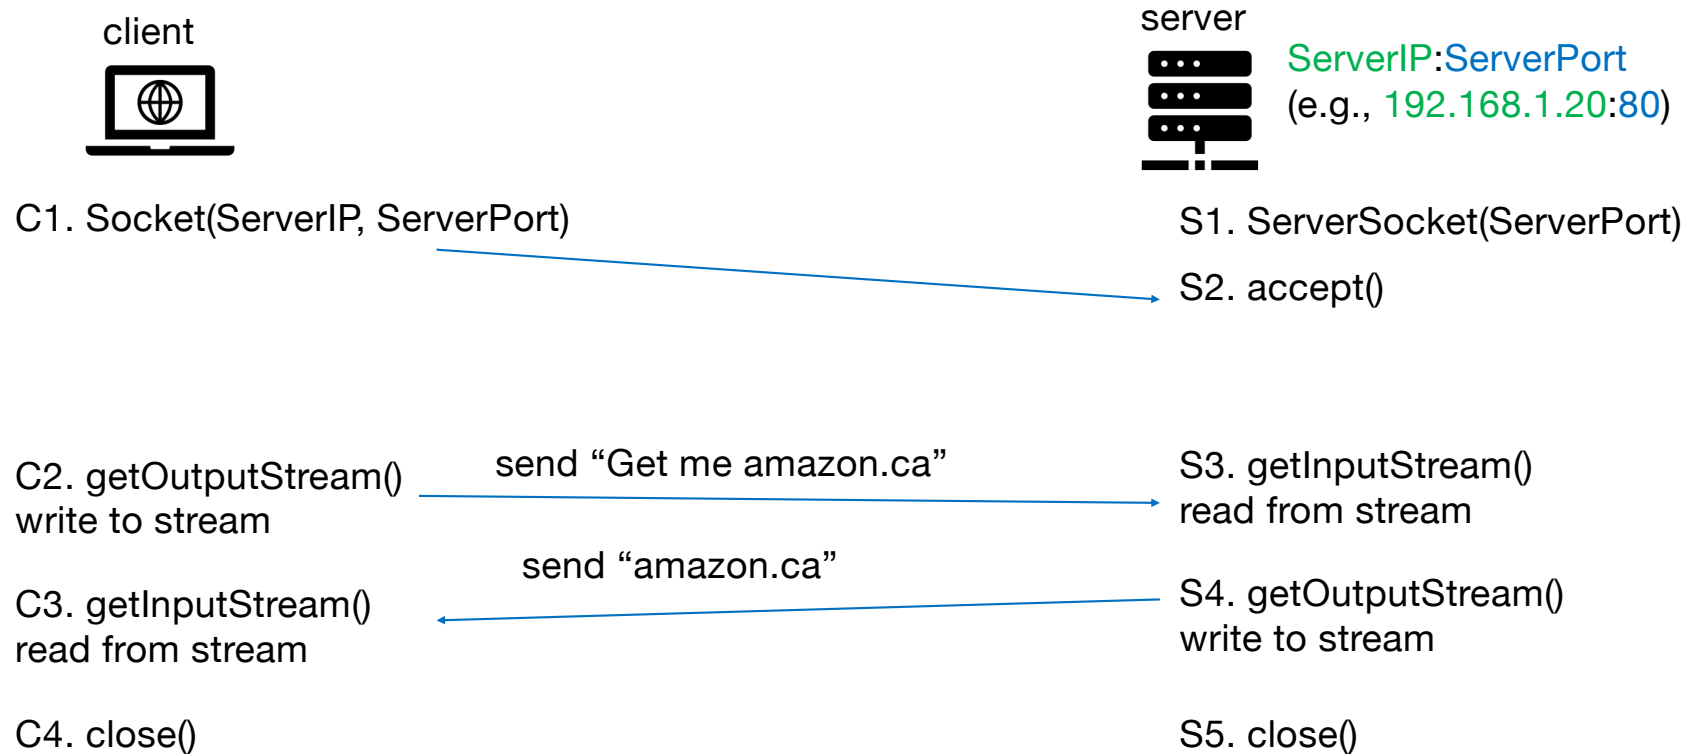 client
server
ServerIP:ServerPort
(e.g., 192.168.1.20:80)
C1. Socket(ServerIP, ServerPort)
S1. ServerSocket(ServerPort)
S2. accept()
C2. getOutputStream()
write to stream
send “Get me amazon.ca”
S3. getInputStream()
read from stream
send “amazon.ca”
C3. getInputStream()
read from stream
S4. getOutputStream()
write to stream
C4. close()
S5. close()